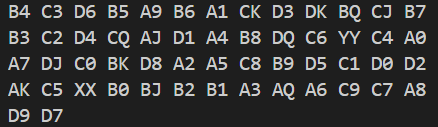 B4 C3 D6 B5 A9 B6 A1 CK D3 DK BQ CJ B7
B3 C2 D4 CQ AJ D1 A4 B8 DQ C6 YY C4 A0
A7 DJ C0 BK D8 A2 A5 C8 B9 D5 C1 D0 D2
AK C5 XX B0 BJ B2 B1 A3 AQ A6 C9 C7 A8
D9 D7